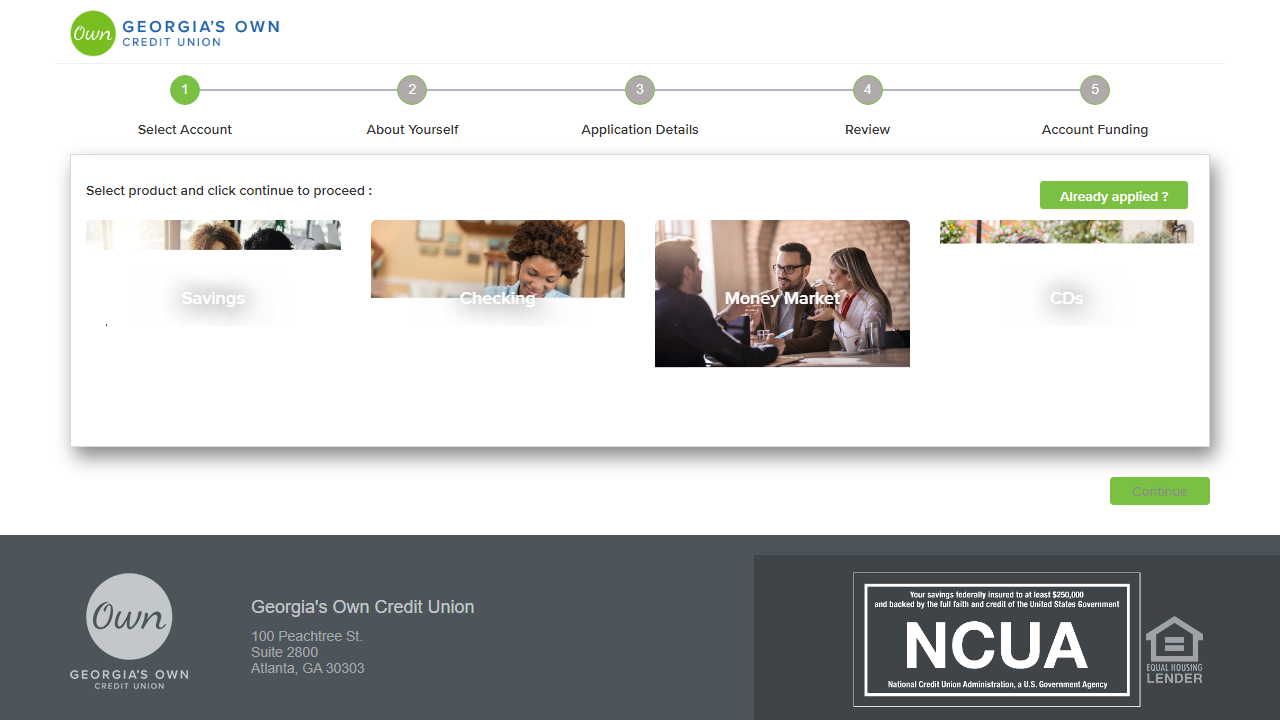 Own GEORGIA'S OWN
CREDIT UNION
1 2 3 4 5
Select Account About Yourself Application Details Review Account Funding
Select product and click continue to proceed :
Already applied ?
Savings Checking Money Market CDs
Continue
Own
GEORGIA'S OWN
CREDIT UNION
Georgia's Own Credit Union
100 Peachtree St.
Suite 2800
Atlanta, GA 30303
Your savings federally insured to at least $250,000
and backed by the full faith and credit of the United States Government
NCUA
National Credit Union Administration, a U.S. Government Agency
EQUAL HOUSING
LENDER